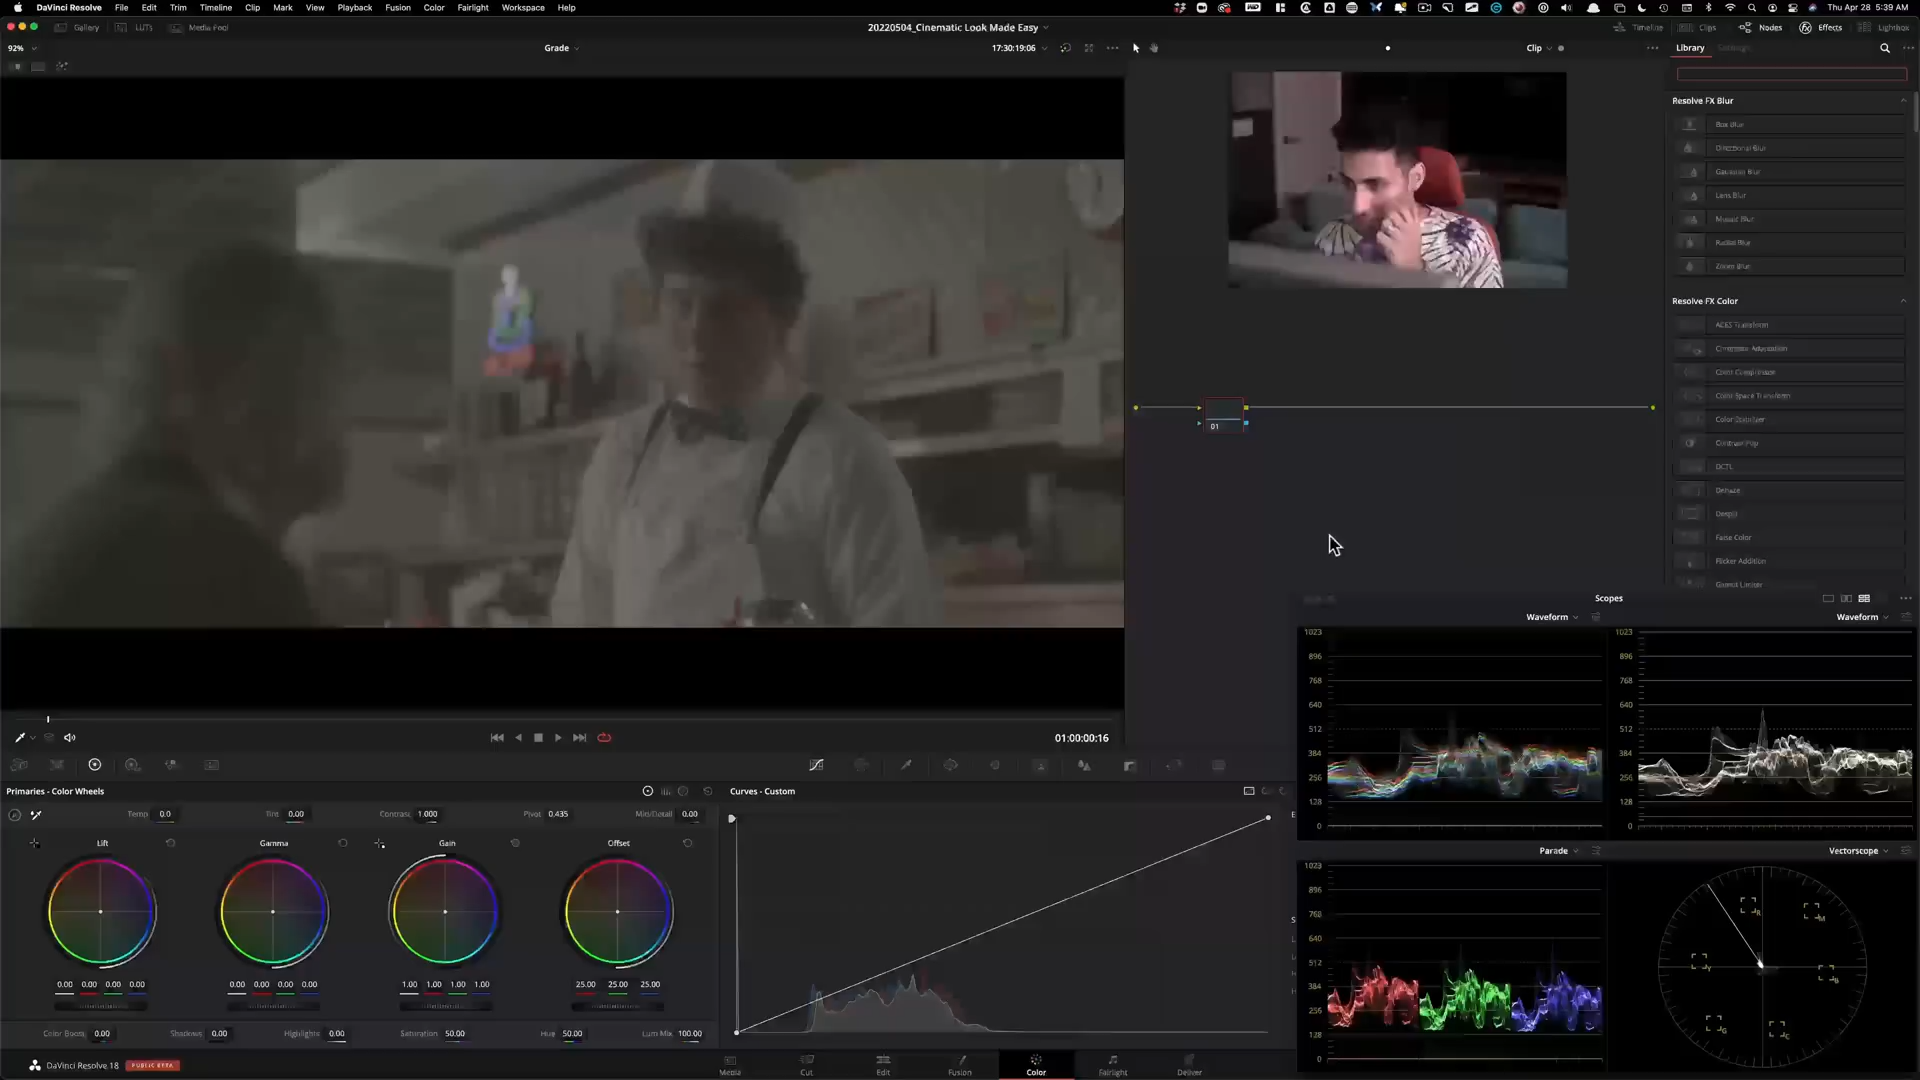 DaVinci Resolve File Edit Trim Timeline Clip Mark View Playback Fusion Color Fairlight Workspace Help
Thu Apr 28 5:39 AM
Gallery LUTs Media Pool
20220504_Cinematic Look Made Easy
Timeline Clips Nodes Effects Lightbox
92%
Grade
17:30:19:06
Clip
Library Settings
Resolve FX Blur
Box Blur
Directional Blur
Gaussian Blur
Lens Blur
Mosaic Blur
Radial Blur
Zoom Blur
Resolve FX Color
ACES Transform
Chromatic Adaptation
Color Compressor
Color Space Transform
Color Stabilizer
Contrast Pop
DCTL
Dehaze
Despill
False Color
Flicker Addition
Gamut Limiter
01
01:00:00:16
Scopes
Waveform
Waveform
1023
896
768
640
512
384
256
128
0
1023
896
768
640
512
384
256
128
0
Parade
Vectorscope
1023
896
768
640
512
384
256
128
0
R
M
Y
B
G
C
Primaries - Color Wheels
Temp 0.0 Tint 0.00 Contrast 1.000 Pivot 0.435 Mid/Detail 0.00
Lift Gamma Gain Offset
0.00 0.00 0.00 0.00
0.00 0.00 0.00 0.00
1.00 1.00 1.00 1.00
25.00 25.00 25.00
Color Boost 0.00 Shadows 0.00 Highlights 0.00 Saturation 50.00 Hue 50.00 Lum Mix 100.00
Curves - Custom
DaVinci Resolve 18 PUBLIC BETA
Media Cut Edit Fusion Color Fairlight Deliver